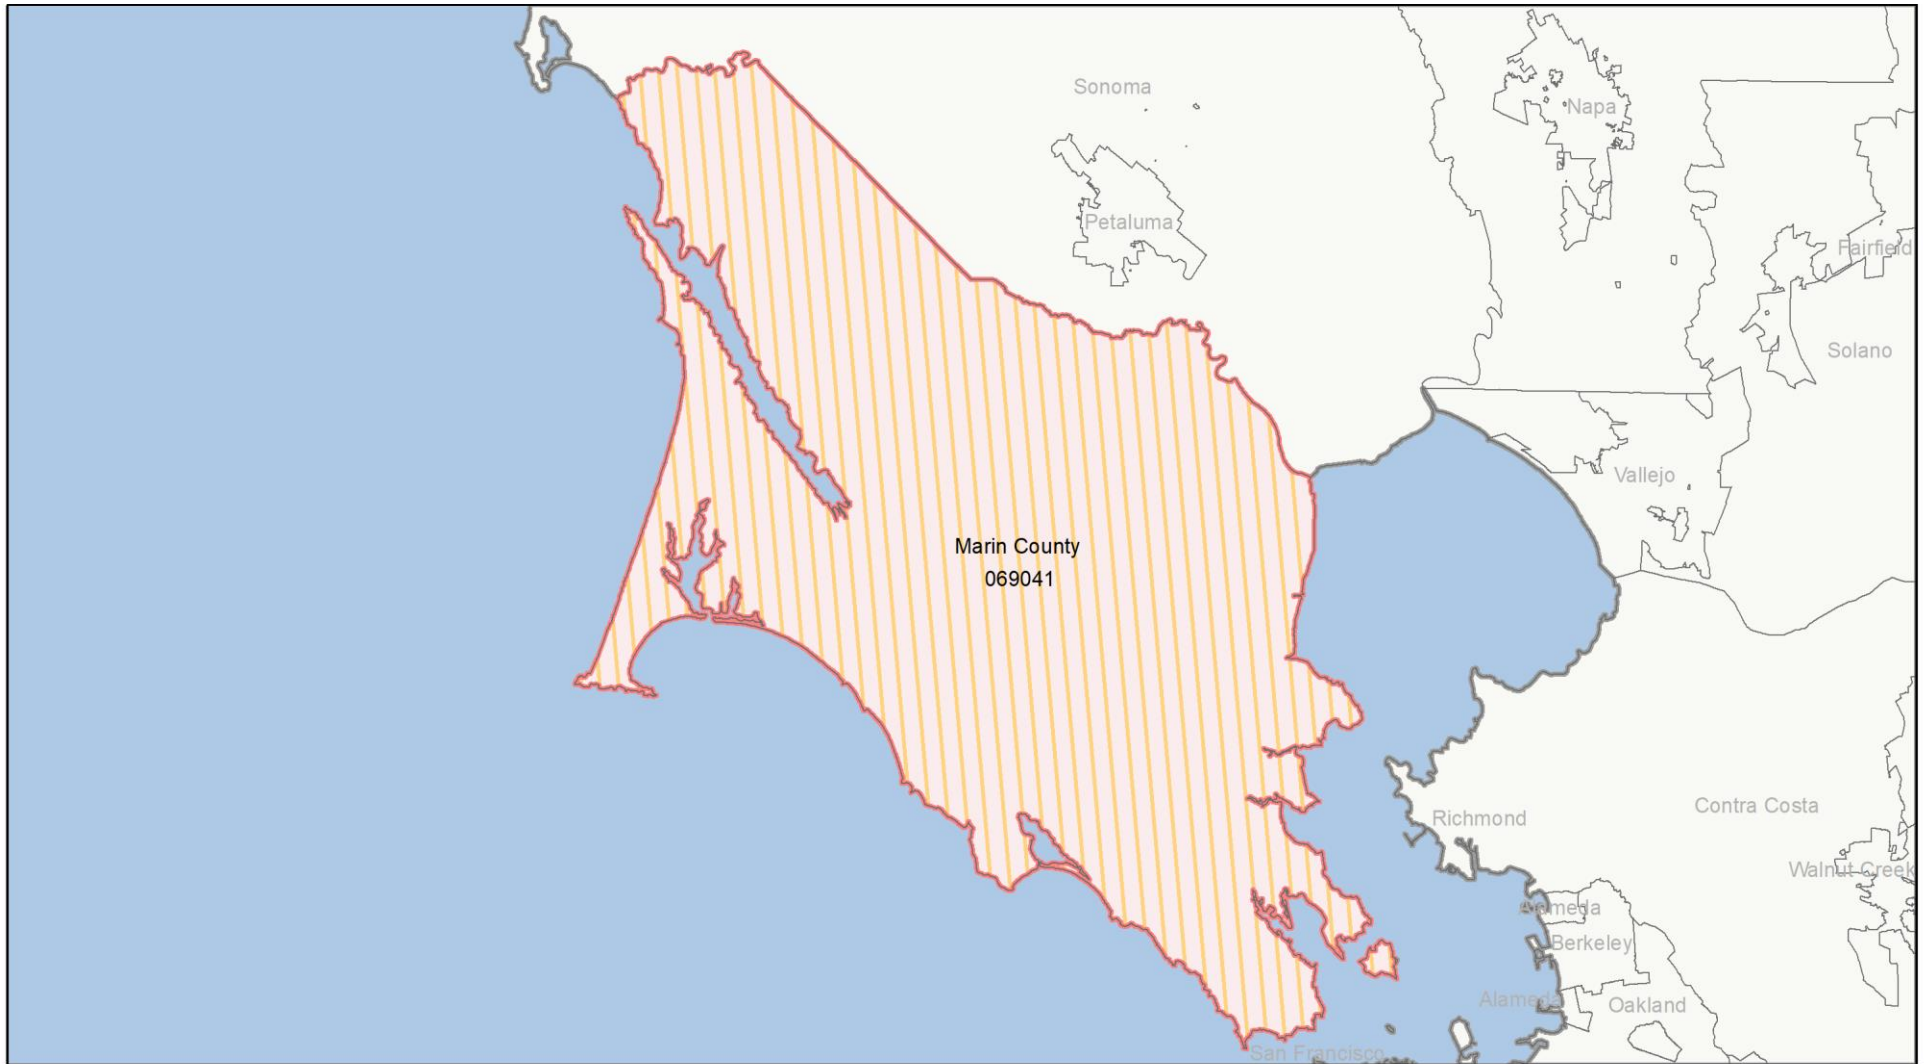 Sonoma
Napa
Petaluma
Fairfield
Solano
Vallejo
Marin County
069041
Contra Costa
Richmond
Walnut Creek
Alameda
Berkeley
Alameda
Oakland
San Francisco